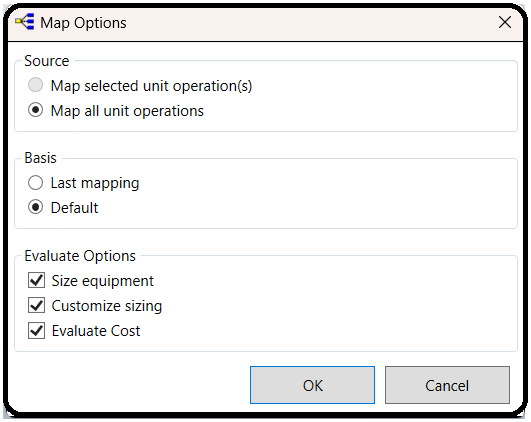 Map Options
Source
Map selected unit operation(s)
Map all unit operations
Basis
Last mapping
Default
Evaluate Options
Size equipment
Customize sizing
Evaluate Cost
OK
Cancel